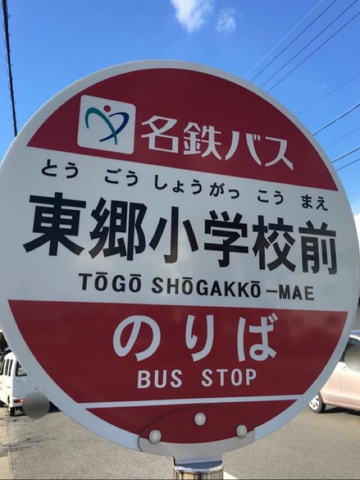 名鉄バス
とう ごう しょうがっ こう まえ
東郷小学校前
TŌGŌ SHŌGAKKŌ-MAE
のりば
BUS STOP